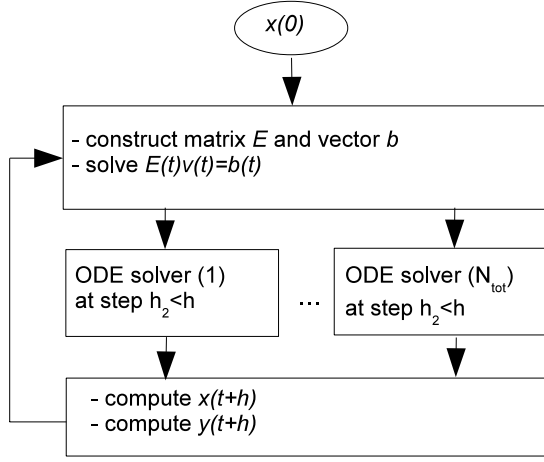 x(0)
- construct matrix E and vector b
- solve E(t)v(t)=b(t)
ODE solver (1)
at step h₂<h
...
ODE solver (Nₜₒₜ)
at step h₂<h
- compute x(t+h)
- compute y(t+h)